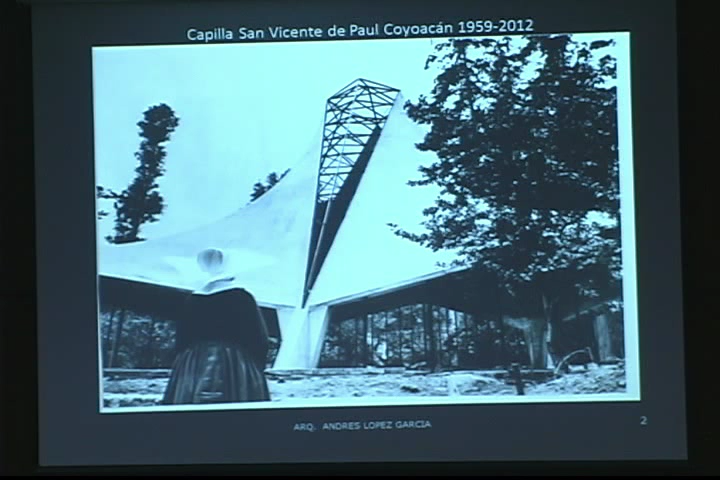 Capilla San Vicente de Paul Coyoacán 1959-2012
ARQ. ANDRES LOPEZ GARCIA
2